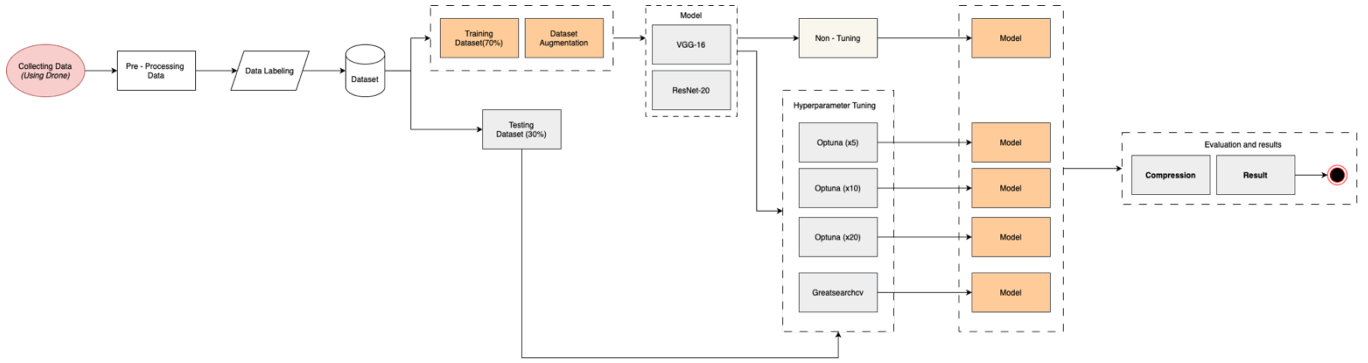 Collecting Data
(Using Drone)
Pre - Processing
Data
Data Labeling
Dataset
Training
Dataset(70%)
Dataset
Augmentation
Testing
Dataset (30%)
Model
VGG-16
ResNet-20
Non - Tuning
Hyperparameter Tuning
Optuna (x5)
Optuna (x10)
Optuna (x20)
Greatsearchcv
Model
Model
Model
Model
Model
Evaluation and results
Compression
Result